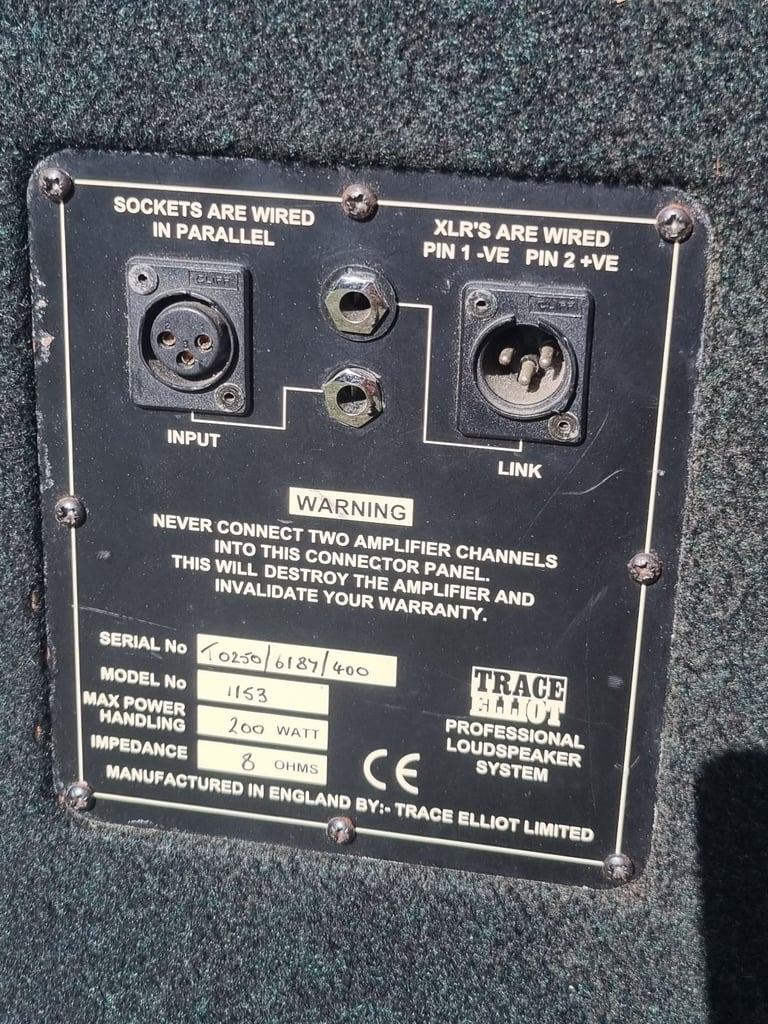 SOCKETS ARE WIRED
IN PARALLEL
XLR'S ARE WIRED
PIN 1 -VE PIN 2 +VE
CLIFF
CLIFF
INPUT
LINK
WARNING
NEVER CONNECT TWO AMPLIFIER CHANNELS
INTO THIS CONNECTOR PANEL.
THIS WILL DESTROY THE AMPLIFIER AND
INVALIDATE YOUR WARRANTY.
SERIAL No T0250/6187/400
MODEL No 1153
MAX POWER
HANDLING 200 WATT
IMPEDANCE 8 OHMS
CE
TRACE
ELLIOT
PROFESSIONAL
LOUDSPEAKER
SYSTEM
MANUFACTURED IN ENGLAND BY:- TRACE ELLIOT LIMITED